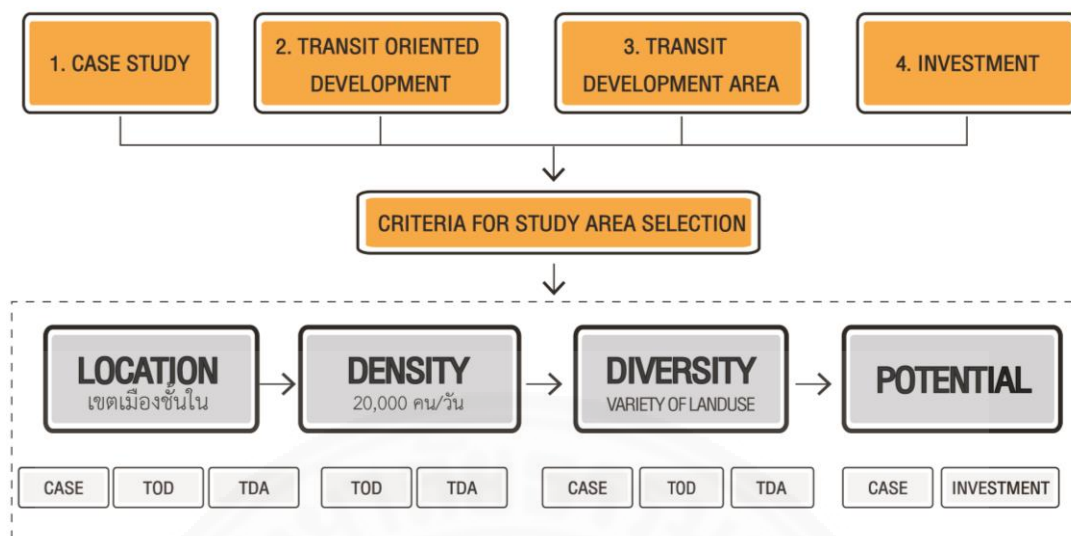 1. CASE STUDY
2. TRANSIT ORIENTED
DEVELOPMENT
3. TRANSIT
DEVELOPMENT AREA
4. INVESTMENT
CRITERIA FOR STUDY AREA SELECTION
LOCATION
เขตเมืองชั้นใน
DENSITY
20,000 คน/วัน
DIVERSITY
VARIETY OF LANDUSE
POTENTIAL
CASE
TOD
TDA
TOD
TDA
CASE
TOD
TDA
CASE
INVESTMENT